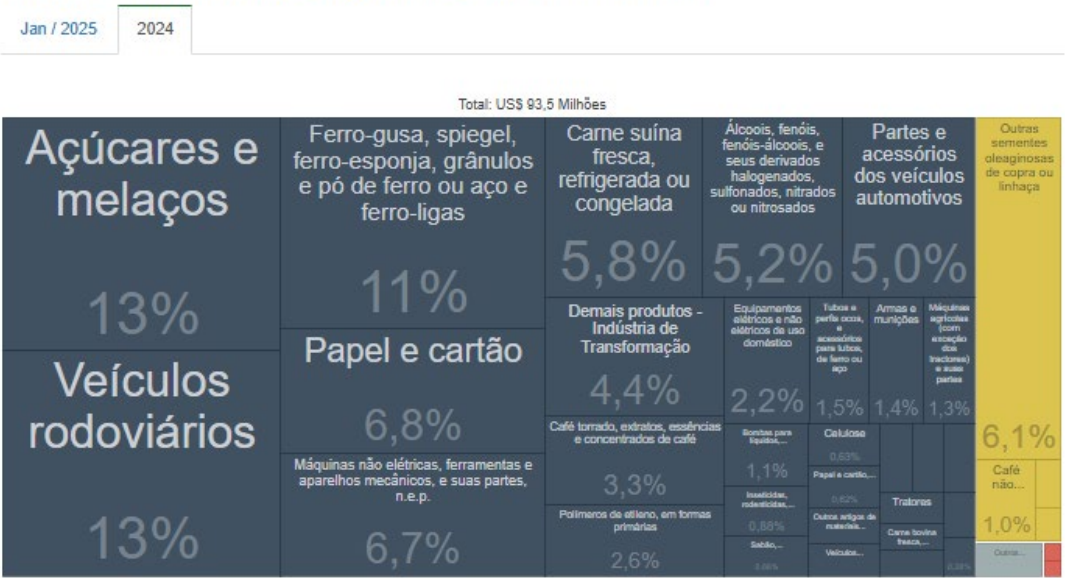 Jan / 2025
2024
Total: US$ 93,5 Milhões
Açúcares e
melaços
13%
Veículos
rodoviários
13%
Ferro-gusa, spiegel,
ferro-esponja, grânulos
e pó de ferro ou aço e
ferro-ligas
11%
Papel e cartão
6,8%
Máquinas não elétricas, ferramentas e
aparelhos mecânicos, e suas partes,
n.e.p.
6,7%
Carne suína
fresca,
refrigerada ou
congelada
5,8%
Álcoois, fenóis,
fenóis-álcoois, e
seus derivados
halogenados,
sulfonados, nitrados
ou nitrosados
5,2%
Partes e
acessórios
dos veículos
automotivos
5,0%
Demais produtos -
Indústria de
Transformação
4,4%
Café torrado, extratos, essências
e concentrados de café
3,3%
Polímeros de etileno, em formas
primárias
2,6%
Equipamentos
elétricos e não
elétricos de uso
doméstico
2,2%
Tubos e
perfis ocos,
e
acessórios
para tubos,
de ferro ou
aço
1,5%
Armas e
munições
1,4%
Máquinas
agrícolas
(com
exceção
dos
tractores)
e suas
partes
1,3%
Bombas para
líquidos,...
1,1%
Inseticidas,
rodenticidas,...
0,88%
Sabão,...
Celulose
0,63%
Papel e cartão,...
0,62%
Outros artigos de
materiais...
Veículos...
Tratores
Carne bovina
fresca,...
Outras
sementes
oleaginosas
de copra ou
linhaça
6,1%
Café
não...
1,0%
Outros...